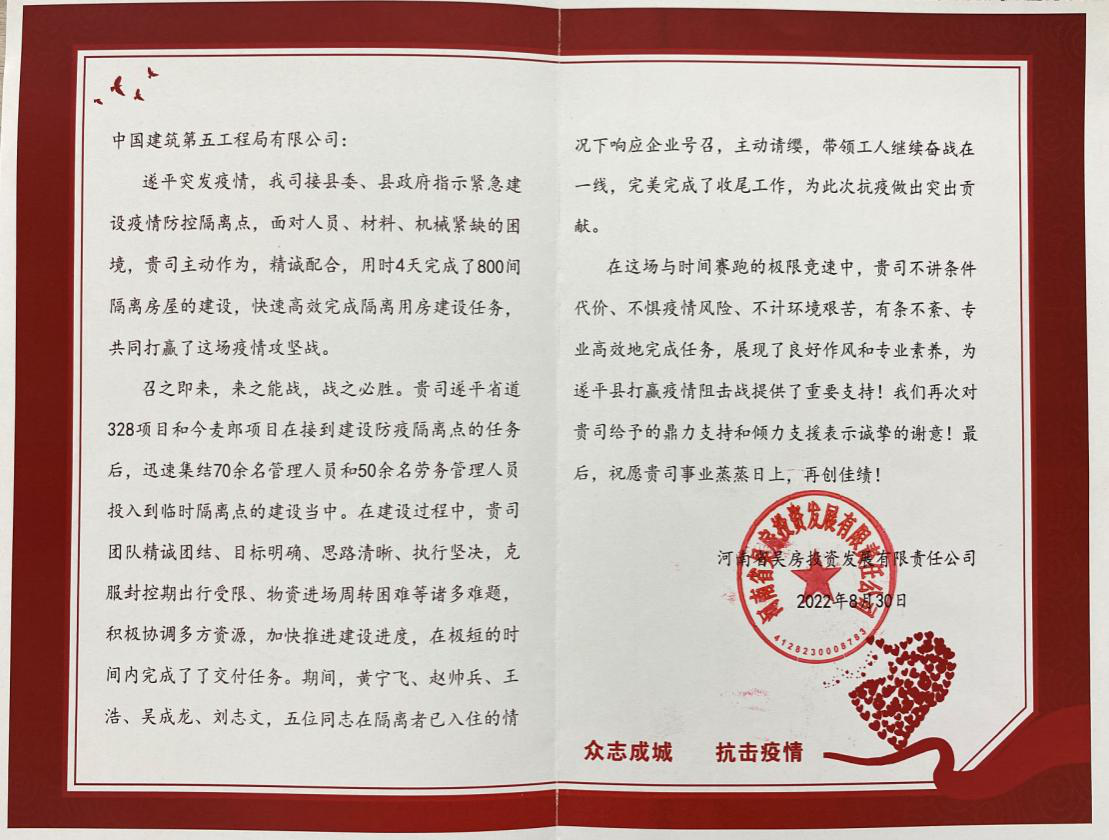 中国建筑第五工程局有限公司：
遂平突发疫情，我司接县委、县政府指示紧急建
设疫情防控隔离点，面对人员、材料、机械紧缺的困
境，贵司主动作为，精诚配合，用时4天完成了800间
隔离房屋的建设，快速高效完成隔离用房建设任务，
共同打赢了这场疫情攻坚战。
召之即来，来之能战，战之必胜。贵司遂平省道
328项目和今麦郎项目在接到建设防疫隔离点的任务
后，迅速集结70余名管理人员和50余名劳务管理人员
投入到临时隔离点的建设当中。在建设过程中，贵司
团队精诚团结、目标明确、思路清晰、执行坚决，克
服封控期出行受限、物资进场周转困难等诸多难题，
积极协调多方资源，加快推进建设进度，在极短的时
间内完成了了交付任务。期间，黄宁飞、赵帅兵、王
浩、吴成龙、刘志文，五位同志在隔离者已入住的情
况下响应企业号召，主动请缨，带领工人继续奋战在
一线，完美完成了收尾工作，为此次抗疫做出突出贡
献。
在这场与时间赛跑的极限竞速中，贵司不讲条件
代价、不惧疫情风险、不计环境艰苦，有条不紊、专
业高效地完成任务，展现了良好作风和专业素养，为
遂平县打赢疫情阻击战提供了重要支持！我们再次对
贵司给予的鼎力支持和倾力支援表示诚挚的谢意！最
后，祝愿贵司事业蒸蒸日上，再创佳绩！
河南省吴房投资发展有限责任公司
2022年8月30日
河南省吴房投资发展有限责任公司
4128230008783
众志成城 抗击疫情